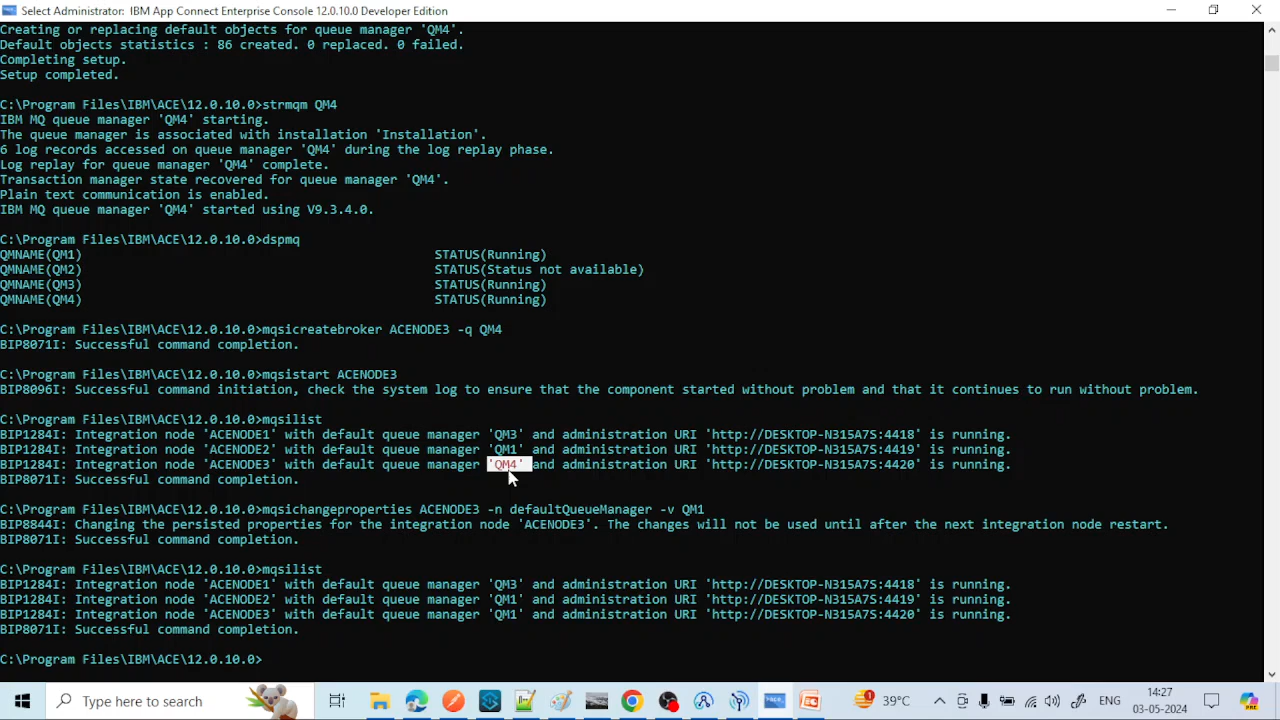 Select Administrator: IBM App Connect Enterprise Console 12.0.10.0 Developer Edition
Creating or replacing default objects for queue manager 'QM4'.
Default objects statistics : 86 created. 0 replaced. 0 failed.
Completing setup.
Setup completed.
C:\Program Files\IBM\ACE\12.0.10.0>strmqm QM4
IBM MQ queue manager 'QM4' starting.
The queue manager is associated with installation 'Installation'.
6 log records accessed on queue manager 'QM4' during the log replay phase.
Log replay for queue manager 'QM4' complete.
Transaction manager state recovered for queue manager 'QM4'.
Plain text communication is enabled.
IBM MQ queue manager 'QM4' started using V9.3.4.0.
C:\Program Files\IBM\ACE\12.0.10.0>dspmq
QMNAME(QM1) STATUS(Running)
QMNAME(QM2) STATUS(Status not available)
QMNAME(QM3) STATUS(Running)
QMNAME(QM4) STATUS(Running)
C:\Program Files\IBM\ACE\12.0.10.0>mqsicreatebroker ACENODE3 -q QM4
BIP8071I: Successful command completion.
C:\Program Files\IBM\ACE\12.0.10.0>mqsistart ACENODE3
BIP8096I: Successful command initiation, check the system log to ensure that the component started without problem and that it continues to run without problem.
C:\Program Files\IBM\ACE\12.0.10.0>mqsilist
BIP1284I: Integration node 'ACENODE1' with default queue manager 'QM3' and administration URI 'http://DESKTOP-N315A7S:4418' is running.
BIP1284I: Integration node 'ACENODE2' with default queue manager 'QM1' and administration URI 'http://DESKTOP-N315A7S:4419' is running.
BIP1284I: Integration node 'ACENODE3' with default queue manager 'QM4' and administration URI 'http://DESKTOP-N315A7S:4420' is running.
BIP8071I: Successful command completion.
C:\Program Files\IBM\ACE\12.0.10.0>mqsichangeproperties ACENODE3 -n defaultQueueManager -v QM1
BIP8844I: Changing the persisted properties for the integration node 'ACENODE3'. The changes will not be used until after the next integration node restart.
BIP8071I: Successful command completion.
C:\Program Files\IBM\ACE\12.0.10.0>mqsilist
BIP1284I: Integration node 'ACENODE1' with default queue manager 'QM3' and administration URI 'http://DESKTOP-N315A7S:4418' is running.
BIP1284I: Integration node 'ACENODE2' with default queue manager 'QM1' and administration URI 'http://DESKTOP-N315A7S:4419' is running.
BIP1284I: Integration node 'ACENODE3' with default queue manager 'QM1' and administration URI 'http://DESKTOP-N315A7S:4420' is running.
BIP8071I: Successful command completion.
C:\Program Files\IBM\ACE\12.0.10.0>
Type here to search
1
39°C
ENG
14:27
03-05-2024